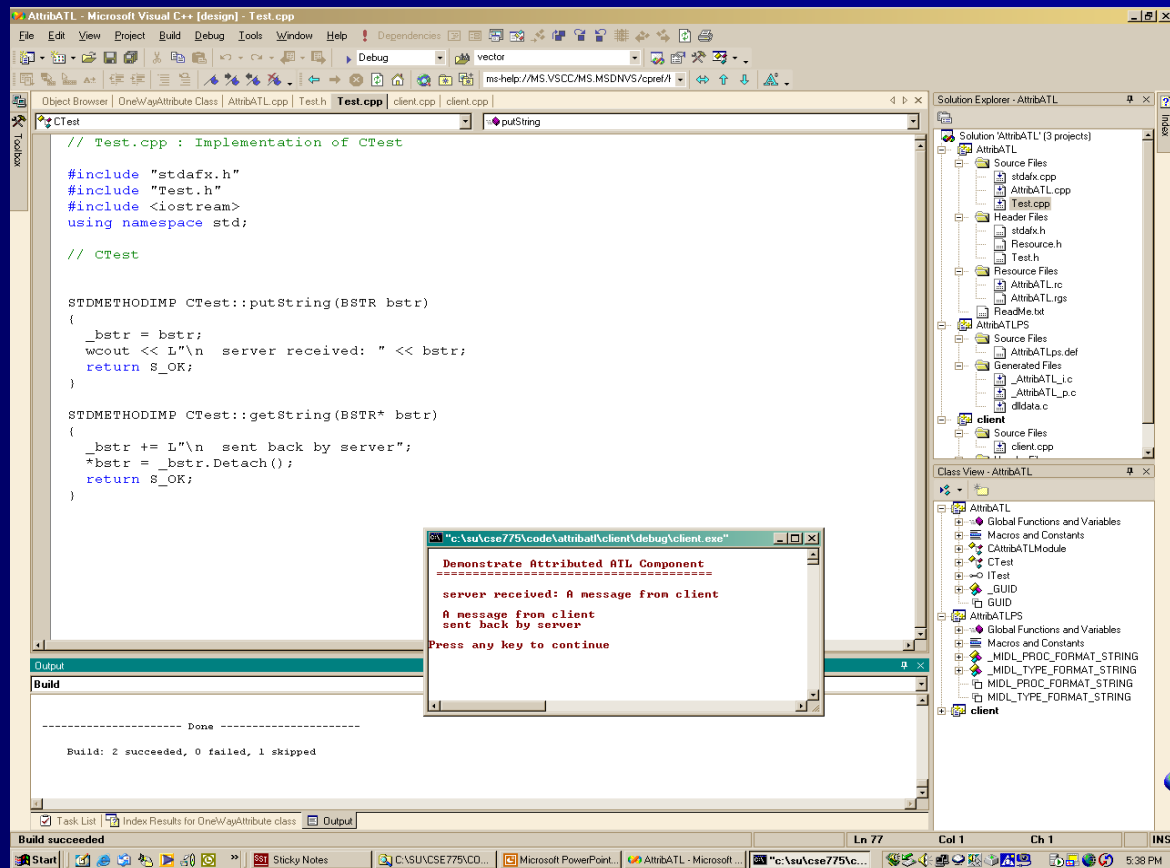 AttribATL - Microsoft Visual C++ [design] - Test.cpp
File Edit View Project Build Debug Tools Window Help ! Dependencies
Debug vector
ms-help://MS.VSCC/MS.MSDNVS/cpref/
Object Browser | OneWayAttribute Class | AttribATL.cpp | Test.h Test.cpp client.cpp | client.cpp |
Toolbox
CTest putString
// Test.cpp : Implementation of CTest
#include "stdafx.h"
#include "Test.h"
#include <iostream>
using namespace std;
// CTest
STDMETHODIMP CTest::putString(BSTR bstr)
{
_bstr = bstr;
wcout << L"\n  server received: " << bstr;
return S_OK;
}
STDMETHODIMP CTest::getString(BSTR* bstr)
{
_bstr += L"\n  sent back by server";
*bstr = _bstr.Detach();
return S_OK;
}
"c:\su\cse775\code\attribatl\client\debug\client.exe"
Demonstrate Attributed ATL Component
======================================
server received: A message from client
A message from client
sent back by server
Press any key to continue
Output
Build
---------------------- Done ----------------------
Build: 2 succeeded, 0 failed, 1 skipped
Task List Index Results for OneWayAttribute class Output
Solution Explorer - AttribATL
Index
Solution 'AttribATL' (3 projects)
AttribATL
Source Files
stdafx.cpp
AttribATL.cpp
Test.cpp
Header Files
stdafx.h
Resource.h
Test.h
Resource Files
AttribATL.rc
AttribATL.rgs
ReadMe.txt
AttribATLPS
Source Files
AttribATLps.def
Generated Files
_AttribATL_i.c
_AttribATL_p.c
dlldata.c
client
Source Files
client.cpp
Class View - AttribATL
AttribATL
Global Functions and Variables
Macros and Constants
CAttribATLModule
CTest
ITest
_GUID
GUID
AttribATLPS
Global Functions and Variables
Macros and Constants
_MIDL_PROC_FORMAT_STRING
_MIDL_TYPE_FORMAT_STRING
MIDL_PROC_FORMAT_STRING
MIDL_TYPE_FORMAT_STRING
client
Build succeeded Ln 77 Col 1 Ch 1 INS
Start » Sticky Notes C:\SU\CSE775\CO... Microsoft PowerPoint... AttribATL - Microsoft ... "c:\su\cse775\c... 5:38 PM